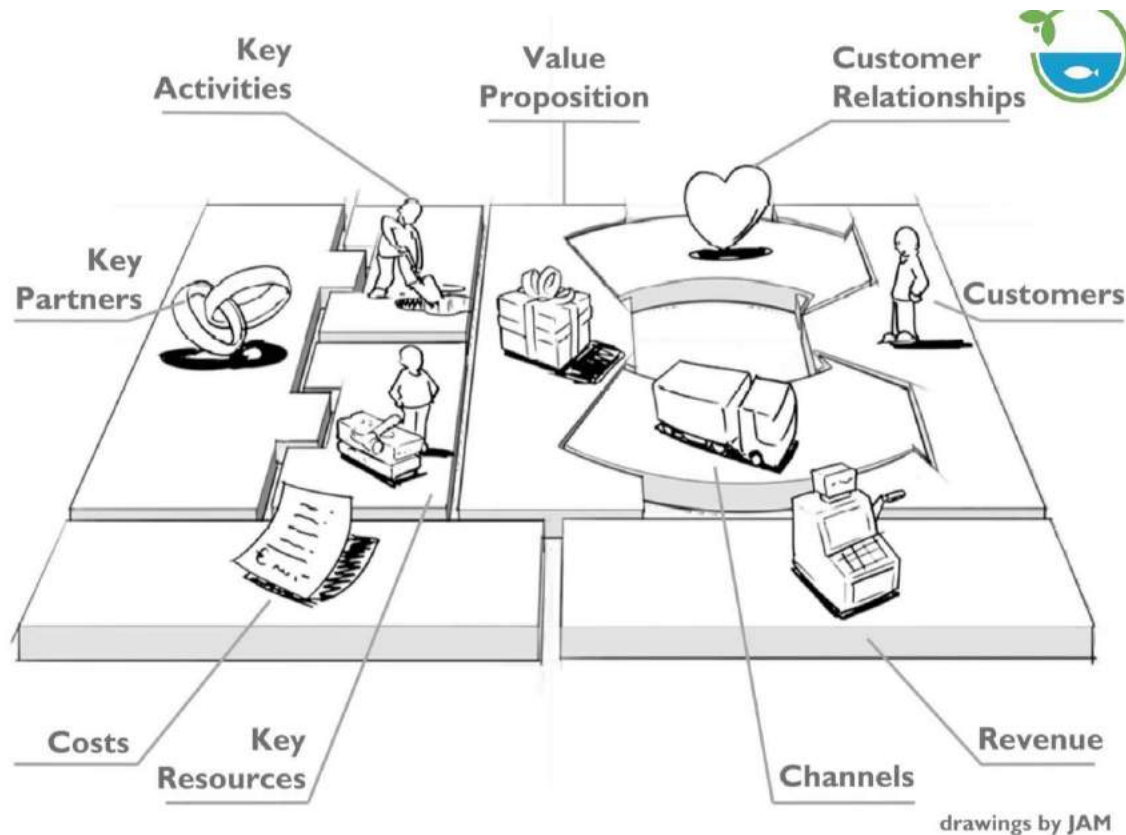 Key
Activities
Value
Proposition
Customer
Relationships
Key
Partners
Customers
Costs
Key
Resources
Channels
Revenue
drawings by JAM